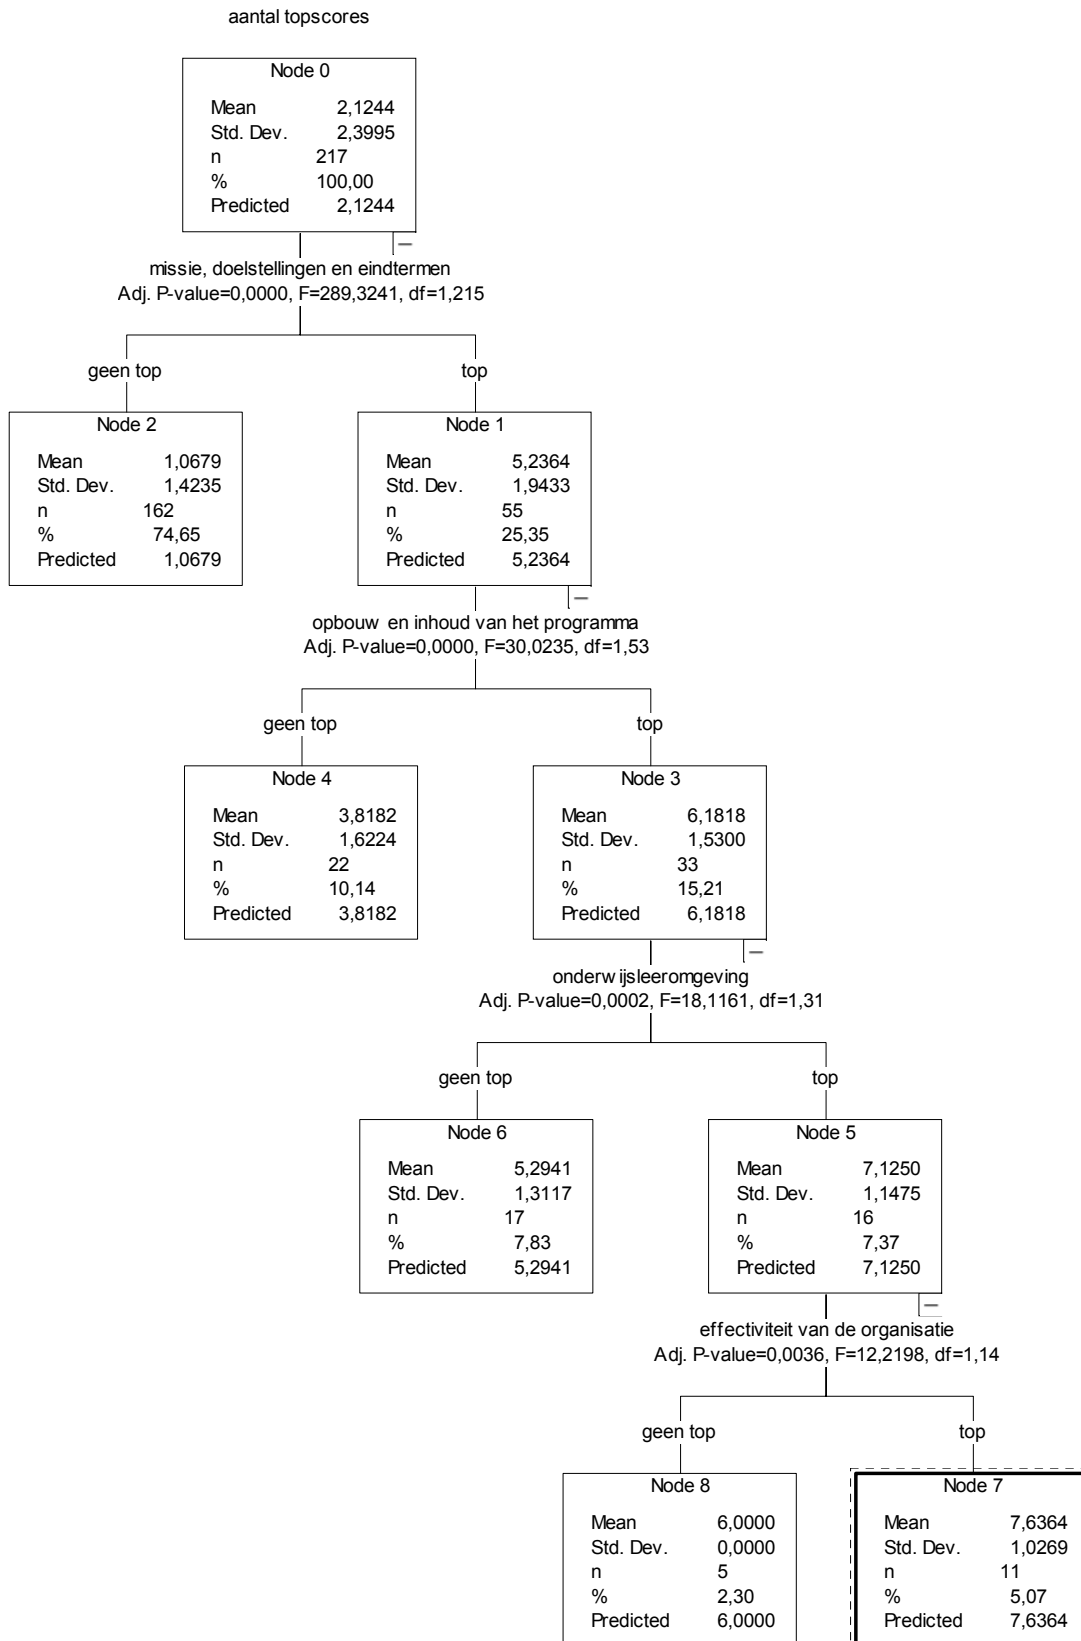 aantal topscores
Node 0
Mean 2,1244
Std. Dev. 2,3995
n 217
% 100,00
Predicted 2,1244
missie, doelstellingen en eindtermen
Adj. P-value=0,0000, F=289,3241, df=1,215
geen top
top
Node 2
Mean 1,0679
Std. Dev. 1,4235
n 162
% 74,65
Predicted 1,0679
Node 1
Mean 5,2364
Std. Dev. 1,9433
n 55
% 25,35
Predicted 5,2364
opbouw en inhoud van het programma
Adj. P-value=0,0000, F=30,0235, df=1,53
geen top
top
Node 4
Mean 3,8182
Std. Dev. 1,6224
n 22
% 10,14
Predicted 3,8182
Node 3
Mean 6,1818
Std. Dev. 1,5300
n 33
% 15,21
Predicted 6,1818
onderwijsleeromgeving
Adj. P-value=0,0002, F=18,1161, df=1,31
geen top
top
Node 6
Mean 5,2941
Std. Dev. 1,3117
n 17
% 7,83
Predicted 5,2941
Node 5
Mean 7,1250
Std. Dev. 1,1475
n 16
% 7,37
Predicted 7,1250
effectiviteit van de organisatie
Adj. P-value=0,0036, F=12,2198, df=1,14
geen top
top
Node 8
Mean 6,0000
Std. Dev. 0,0000
n 5
% 2,30
Predicted 6,0000
Node 7
Mean 7,6364
Std. Dev. 1,0269
n 11
% 5,07
Predicted 7,6364